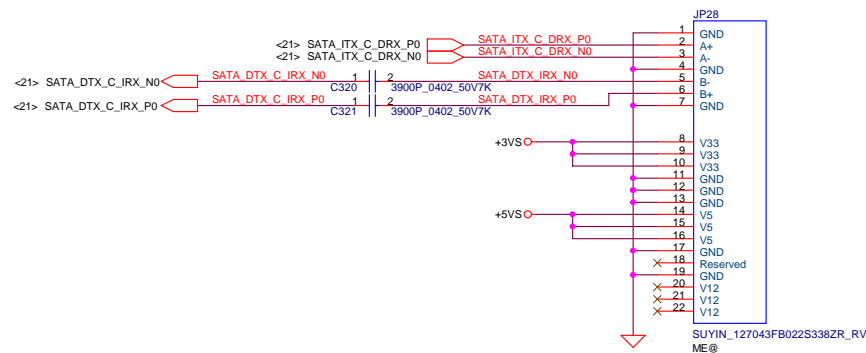 JP28
1 GND
<21> SATA_ITX_C_DRX_P0 SATA_ITX_C_DRX_P0 2 A+
<21> SATA_ITX_C_DRX_N0 SATA_ITX_C_DRX_N0 3 A-
4 GND
<21> SATA_DTX_C_IRX_N0 SATA_DTX_C_IRX_N0 1 2 SATA_DTX_IRX_N0 5 B-
C320 3900P_0402_50V7K
<21> SATA_DTX_C_IRX_P0 SATA_DTX_C_IRX_P0 1 2 SATA_DTX_IRX_P0 6 B+
C321 3900P_0402_50V7K
7 GND
+3VS 8 V33
9 V33
10 V33
11 GND
12 GND
13 GND
+5VS 14 V5
15 V5
16 V5
17 GND
18 Reserved
19 GND
20 V12
21 V12
22 V12
SUYIN_127043FB022S338ZR_RV
ME@